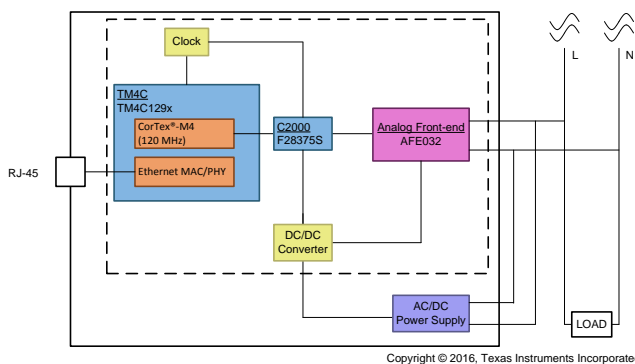 Clock
L
N
TM4C
TM4C129x
CorTex®-M4
(120 MHz)
C2000
F28375S
Analog Front-end
AFE032
RJ-45
Ethernet MAC/PHY
DC/DC
Converter
AC/DC
Power Supply
LOAD
Copyright © 2016, Texas Instruments Incorporate